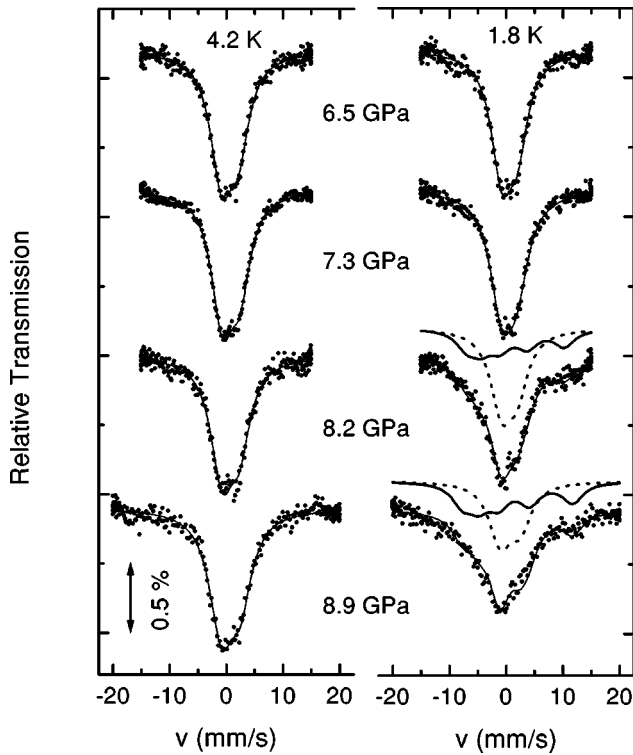 4.2 K
1.8 K
6.5 GPa
7.3 GPa
8.2 GPa
8.9 GPa
0.5 %
Relative Transmission
-20 -10 0 10 20
-20 -10 0 10 20
v (mm/s)
v (mm/s)